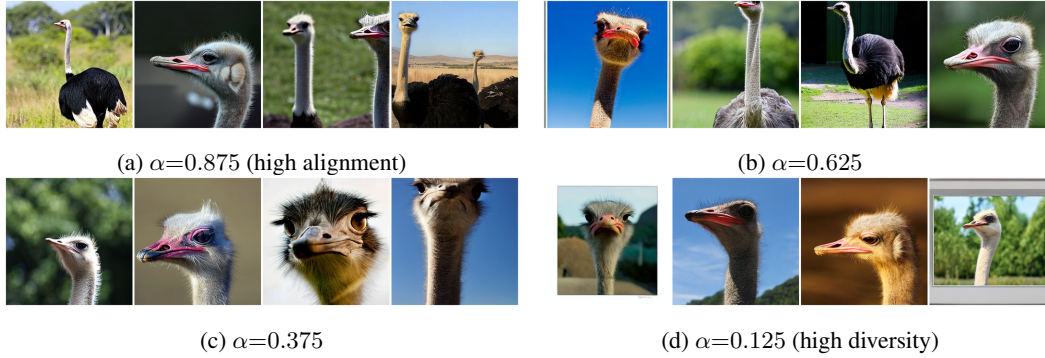 (a) α=0.875 (high alignment)
(b) α=0.625
(c) α=0.375
(d) α=0.125 (high diversity)